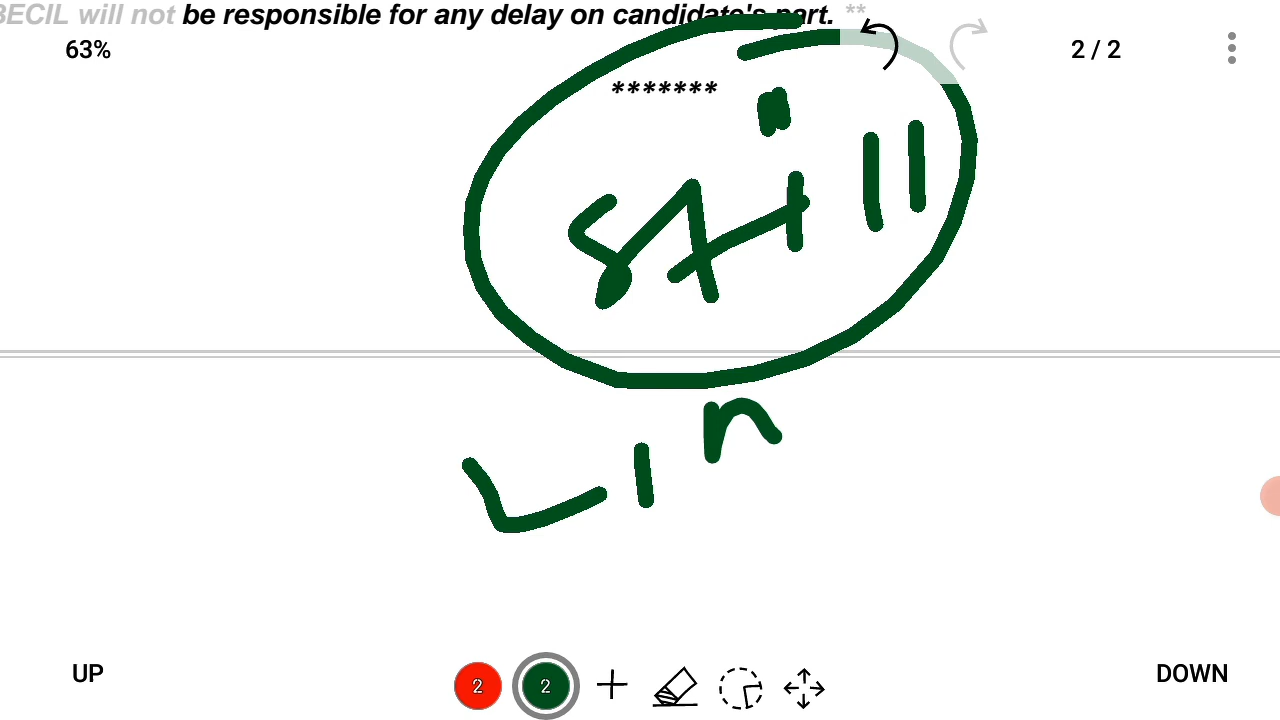 BECIL will not be responsible for any delay on candidate's part. **
63%
2 / 2
*******
still
Lin
UP
2
2
DOWN